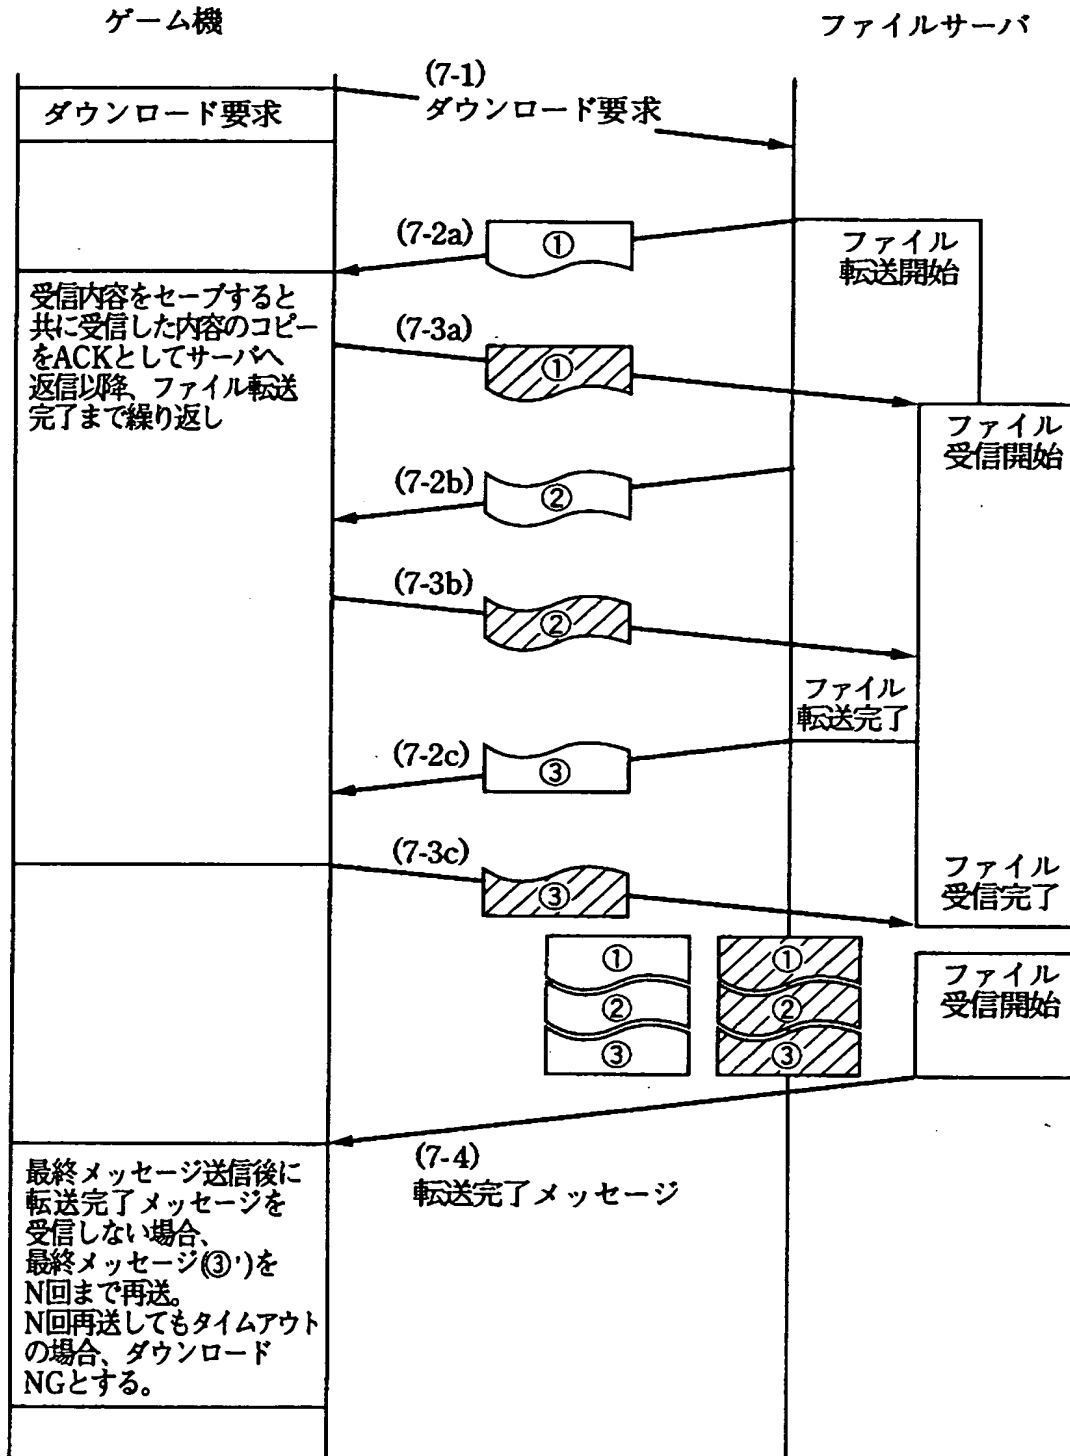 ゲーム機
ファイルサーバ
(7-1)
ダウンロード要求
ダウンロード要求
(7-2a)
①
ファイル
転送開始
受信内容をセーブすると
共に受信した内容のコピー
をACKとしてサーバへ
返信以降、ファイル転送
完了まで繰り返し
(7-3a)
①
ファイル
受信開始
(7-2b)
②
(7-3b)
②
ファイル
転送完了
(7-2c)
③
(7-3c)
③
ファイル
受信完了
①
②
③
①
②
③
ファイル
受信開始
(7-4)
転送完了メッセージ
最終メッセージ送信後に
転送完了メッセージを
受信しない場合、
最終メッセージ(③')を
N回まで再送。
N回再送してもタイムアウト
の場合、ダウンロード
NGとする。